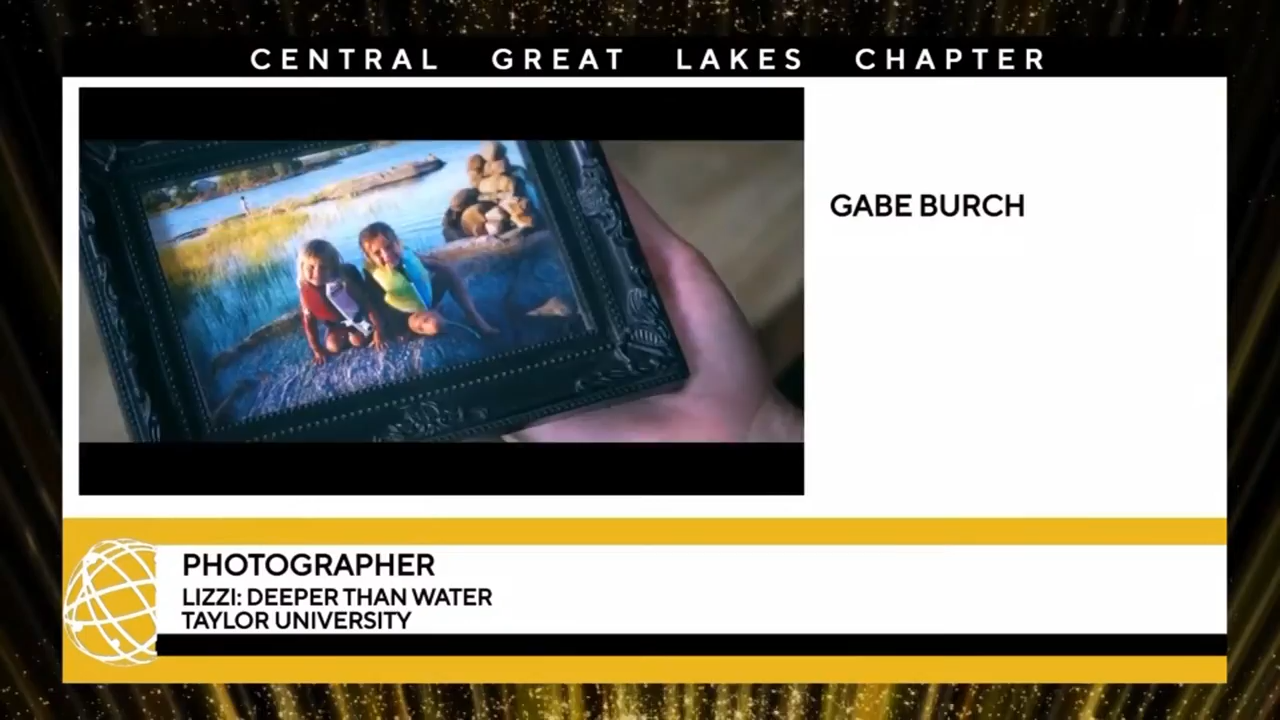 CENTRAL GREAT LAKES CHAPTER
GABE BURCH
PHOTOGRAPHER
LIZZI: DEEPER THAN WATER
TAYLOR UNIVERSITY